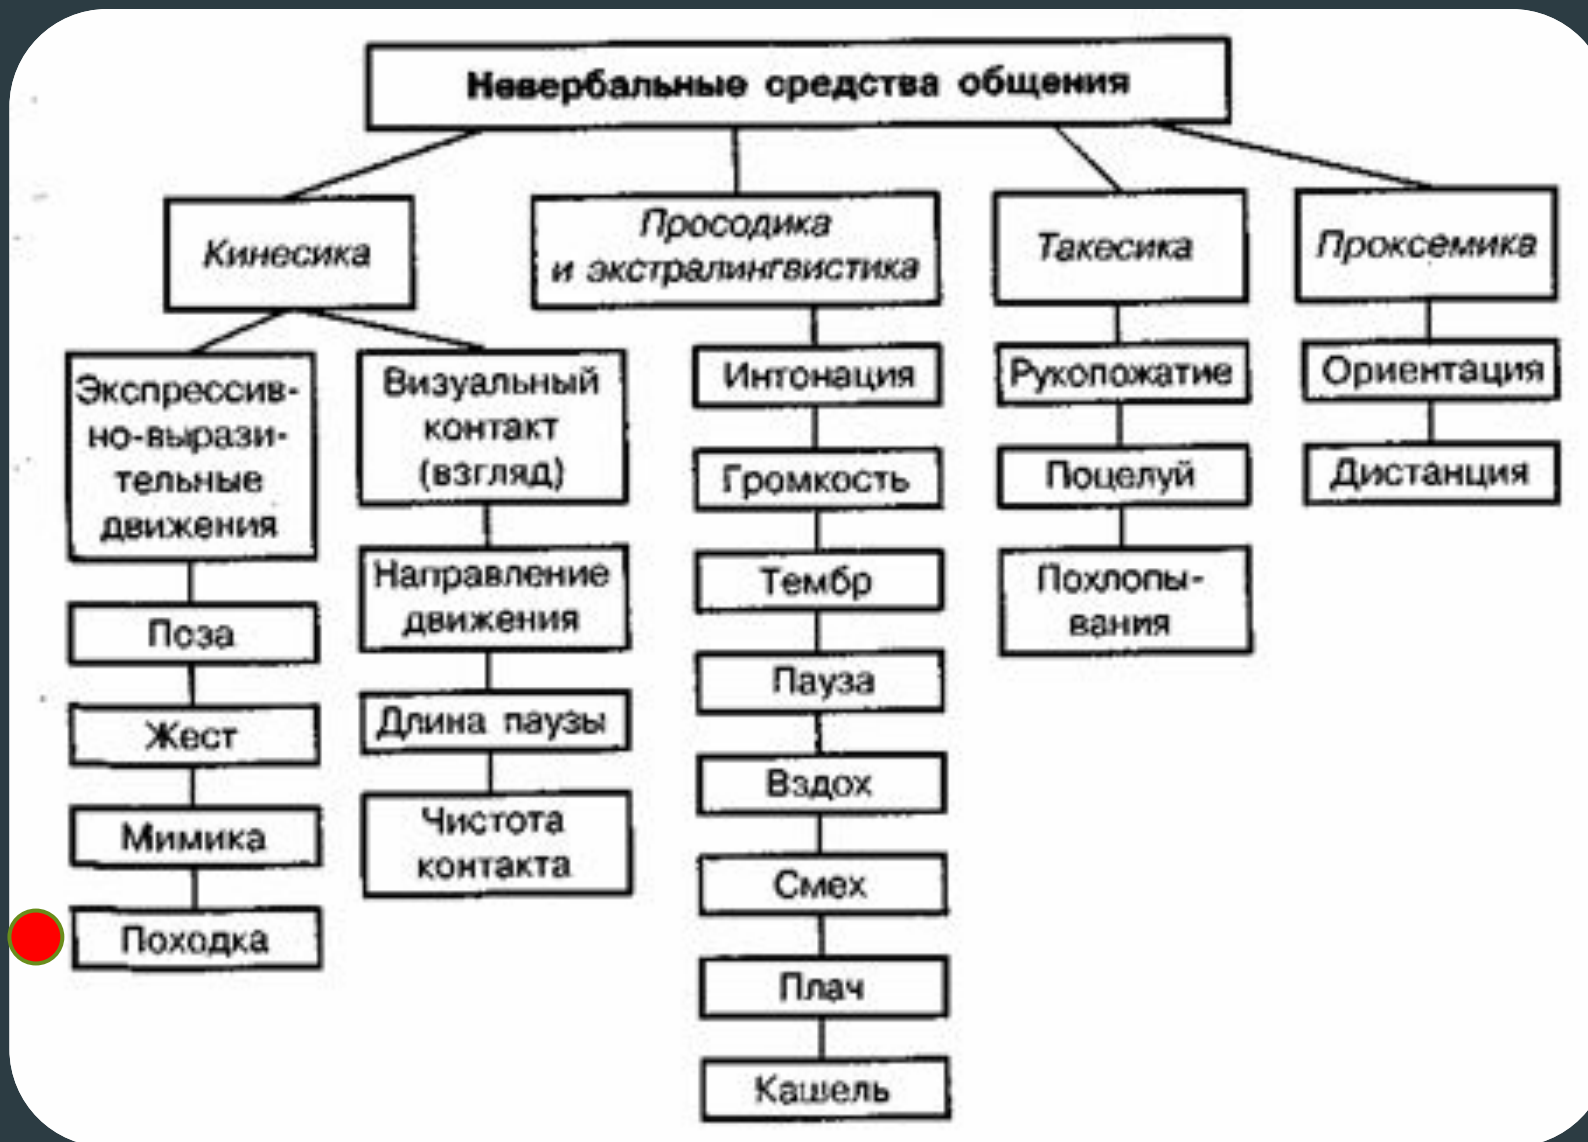 Невербальные средства общения
Кинесика
Просодика
и экстралингвистика
Такесика
Проксемика
Экспрессив-
но-вырази-
тельные
движения
Поза
Жест
Мимика
Походка
Визуальный
контакт
(взгляд)
Направление
движения
Длина паузы
Чистота
контакта
Интонация
Громкость
Тембр
Пауза
Вздох
Смех
Плач
Кашель
Рукопожатие
Поцелуй
Похлопы-
вания
Ориентация
Дистанция